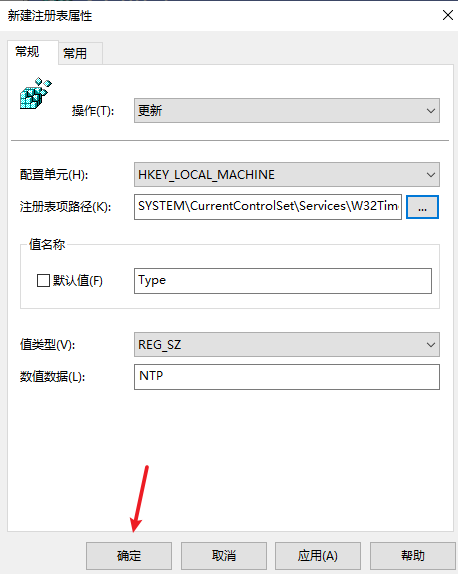 新建注册表属性
常规 常用
操作(T): 更新
配置单元(H): HKEY_LOCAL_MACHINE
注册表项路径(K): SYSTEM\CurrentControlSet\Services\W32Tim ...
值名称
默认值(F) Type
值类型(V): REG_SZ
数值数据(L): NTP
确定 取消 应用(A) 帮助